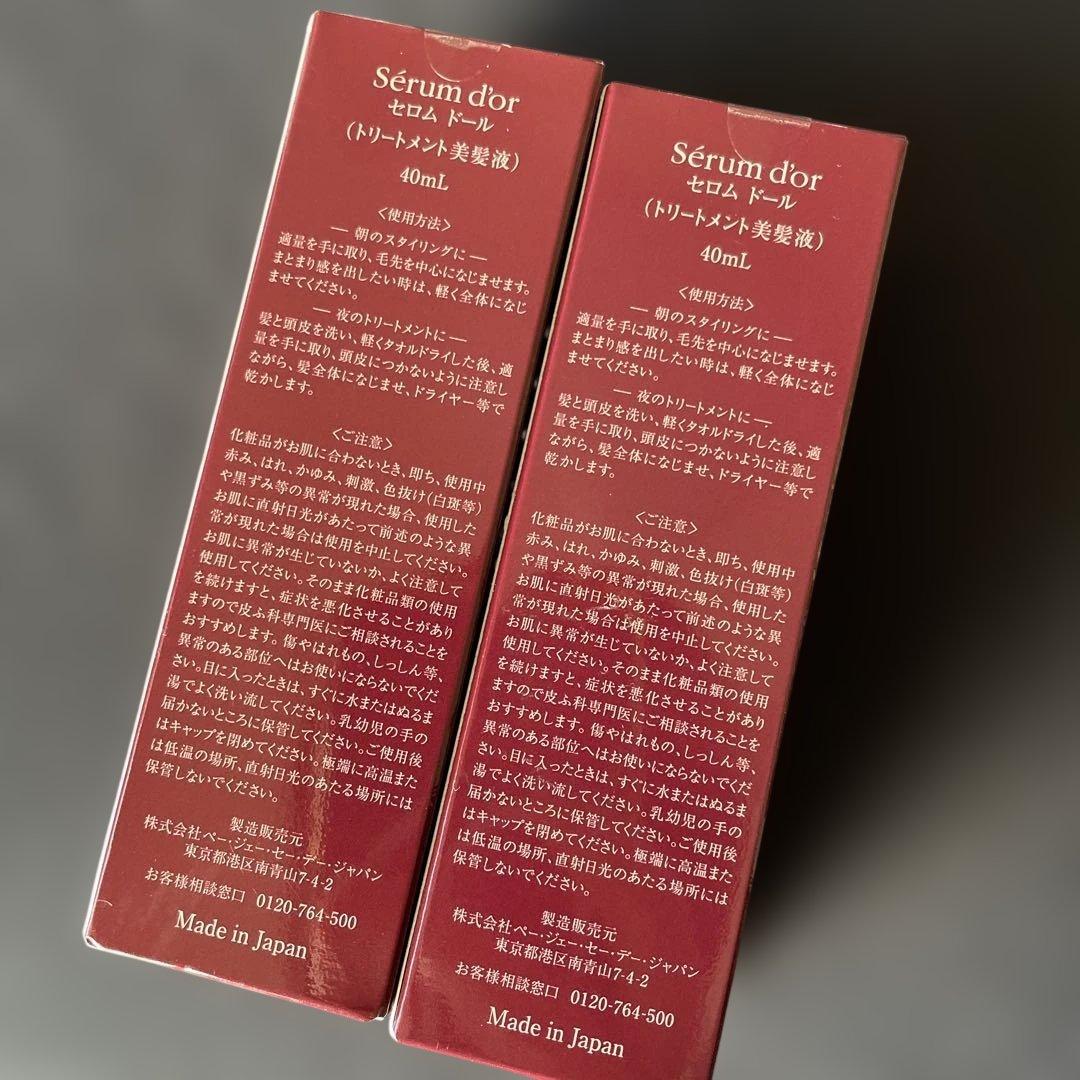 Sérum d'or
セロム ドール
（トリートメント美髪液）
40mL
＜使用方法＞
― 朝のスタイリングに ―
適量を手に取り、毛先を中心になじませます。
まとまり感を出したい時は、軽く全体になじ
ませてください。
― 夜のトリートメントに ―
髪と頭皮を洗い、軽くタオルドライした後、適
量を手に取り、頭皮につかないように注意し
ながら、髪全体になじませ、ドライヤー等で
乾かします。
＜ご注意＞
化粧品がお肌に合わないとき、即ち、使用中
赤み、はれ、かゆみ、刺激、色抜け（白斑等）
や黒ずみ等の異常が現れた場合、使用した
お肌に直射日光があたって前述のような異
常が現れた場合は使用を中止してください。
お肌に異常が生じていないか、よく注意して
使用してください。そのまま化粧品類の使用
を続けますと、症状を悪化させることがあり
ますので皮ふ科専門医にご相談されることを
おすすめします。傷やはれもの、しっしん等、
異常のある部位へはお使いにならないでくだ
さい。目に入ったときは、すぐに水またはぬるま
湯でよく洗い流してください。乳幼児の手の
届かないところに保管してください。ご使用後
はキャップを閉めてください。極端に高温また
は低温の場所、直射日光のあたる場所には
保管しないでください。
製造販売元
株式会社ペー・ジェー・セー・デー・ジャパン
東京都港区南青山7-4-2
お客様相談窓口 0120-764-500
Made in Japan
Sérum d'or
セロム ドール
（トリートメント美髪液）
40mL
＜使用方法＞
― 朝のスタイリングに ―
適量を手に取り、毛先を中心になじませます。
まとまり感を出したい時は、軽く全体になじ
ませてください。
― 夜のトリートメントに ―
髪と頭皮を洗い、軽くタオルドライした後、適
量を手に取り、頭皮につかないように注意し
ながら、髪全体になじませ、ドライヤー等で
乾かします。
＜ご注意＞
化粧品がお肌に合わないとき、即ち、使用中
赤み、はれ、かゆみ、刺激、色抜け（白斑等）
や黒ずみ等の異常が現れた場合、使用した
お肌に直射日光があたって前述のような異
常が現れた場合は使用を中止してください。
お肌に異常が生じていないか、よく注意して
使用してください。そのまま化粧品類の使用
を続けますと、症状を悪化させることがあり
ますので皮ふ科専門医にご相談されることを
おすすめします。傷やはれもの、しっしん等、
異常のある部位へはお使いにならないでくだ
さい。目に入ったときは、すぐに水またはぬるま
湯でよく洗い流してください。乳幼児の手の
届かないところに保管してください。ご使用後
はキャップを閉めてください。極端に高温また
は低温の場所、直射日光のあたる場所には
保管しないでください。
製造販売元
株式会社ペー・ジェー・セー・デー・ジャパン
東京都港区南青山7-4-2
お客様相談窓口 0120-764-500
Made in Japan